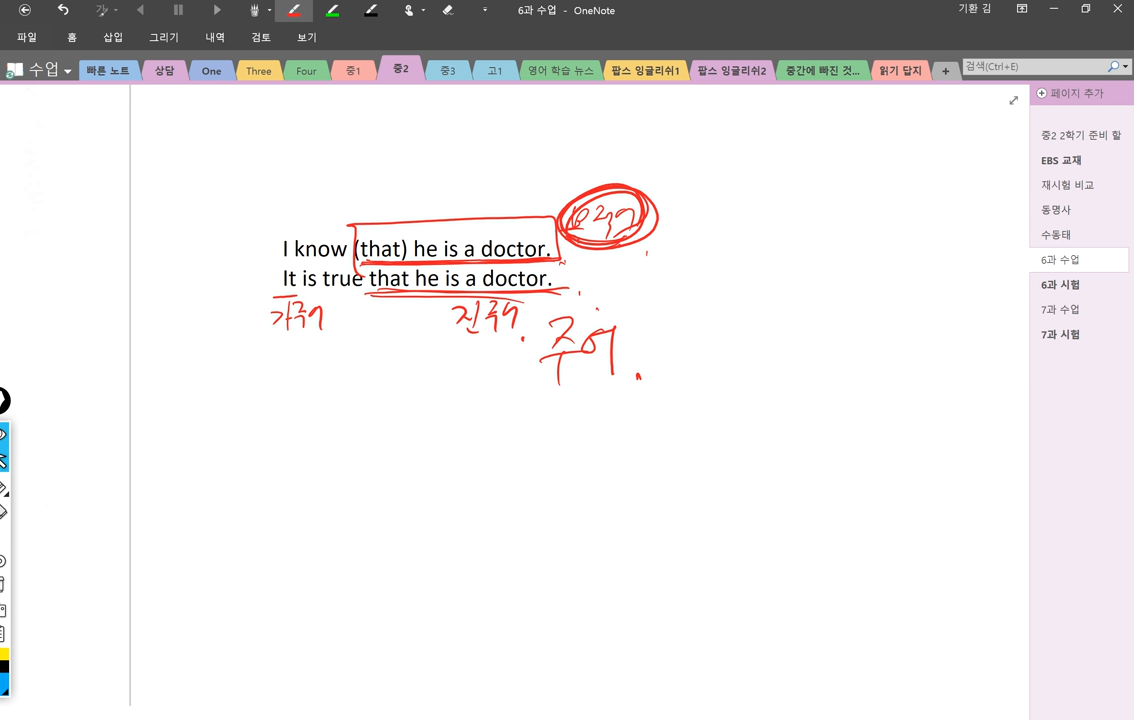 6과 수업 - OneNote
기환 김
파일 홈 삽입 그리기 내역 검토 보기
수업 빠른 노트 상담 One Three Four 중1 중2 중3 고1 영어 학습 뉴스 팝스 잉글리쉬1 팝스 잉글리쉬2 중간에 빠진 것... 읽기 답지 + 검색(Ctrl+E)
페이지 추가
중2 2학기 준비 할
EBS 교재
재시험 비교
동명사
수동태
6과 수업
6과 시험
7과 수업
7과 시험
목적어
I know (that) he is a doctor.
It is true that he is a doctor.
가주어 진주어
주어